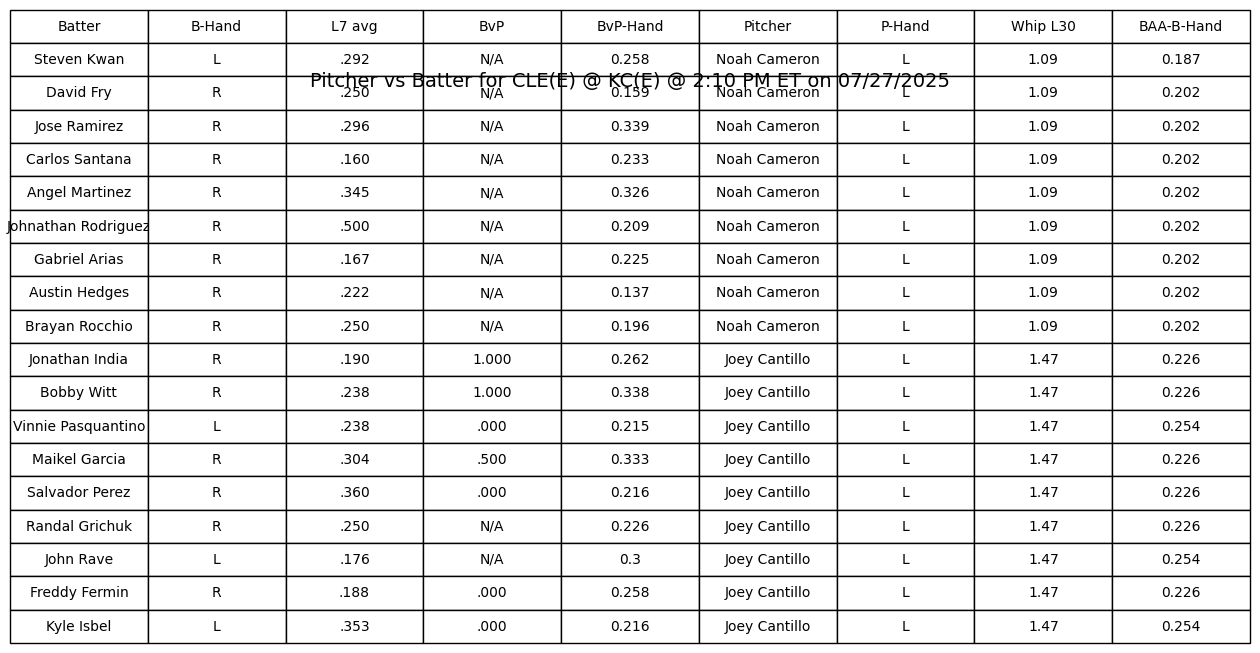 Batter B-Hand L7 avg BvP BvP-Hand Pitcher P-Hand Whip L30 BAA-B-Hand
Steven Kwan L .292 N/A 0.258 Noah Cameron L 1.09 0.187
Pitcher vs Batter for CLE(E) @ KC(E) @ 2:10 PM ET on 07/27/2025
David Fry R .250 N/A 0.159 Noah Cameron L 1.09 0.202
Jose Ramirez R .296 N/A 0.339 Noah Cameron L 1.09 0.202
Carlos Santana R .160 N/A 0.233 Noah Cameron L 1.09 0.202
Angel Martinez R .345 N/A 0.326 Noah Cameron L 1.09 0.202
Johnathan Rodriguez R .500 N/A 0.209 Noah Cameron L 1.09 0.202
Gabriel Arias R .167 N/A 0.225 Noah Cameron L 1.09 0.202
Austin Hedges R .222 N/A 0.137 Noah Cameron L 1.09 0.202
Brayan Rocchio R .250 N/A 0.196 Noah Cameron L 1.09 0.202
Jonathan India R .190 1.000 0.262 Joey Cantillo L 1.47 0.226
Bobby Witt R .238 1.000 0.338 Joey Cantillo L 1.47 0.226
Vinnie Pasquantino L .238 .000 0.215 Joey Cantillo L 1.47 0.254
Maikel Garcia R .304 .500 0.333 Joey Cantillo L 1.47 0.226
Salvador Perez R .360 .000 0.216 Joey Cantillo L 1.47 0.226
Randal Grichuk R .250 N/A 0.226 Joey Cantillo L 1.47 0.226
John Rave L .176 N/A 0.3 Joey Cantillo L 1.47 0.254
Freddy Fermin R .188 .000 0.258 Joey Cantillo L 1.47 0.226
Kyle Isbel L .353 .000 0.216 Joey Cantillo L 1.47 0.254